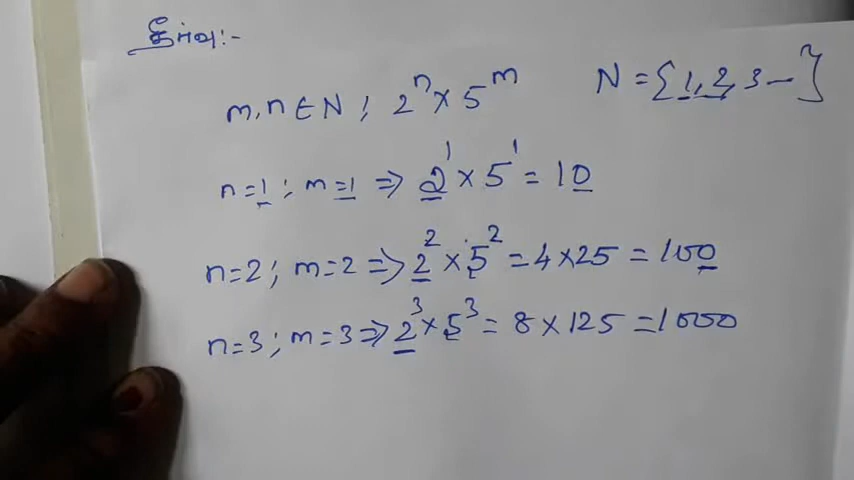 தீர்வு:-
m, n ∈ N ; 2ⁿ × 5ᵐ N = {1, 2, 3 — ~}
n = 1 ; m = 1 ⇒ 2¹ × 5¹ = 10
n = 2 ; m = 2 ⇒ 2² × 5² = 4 × 25 = 100
n = 3 ; m = 3 ⇒ 2³ × 5³ = 8 × 125 = 1000